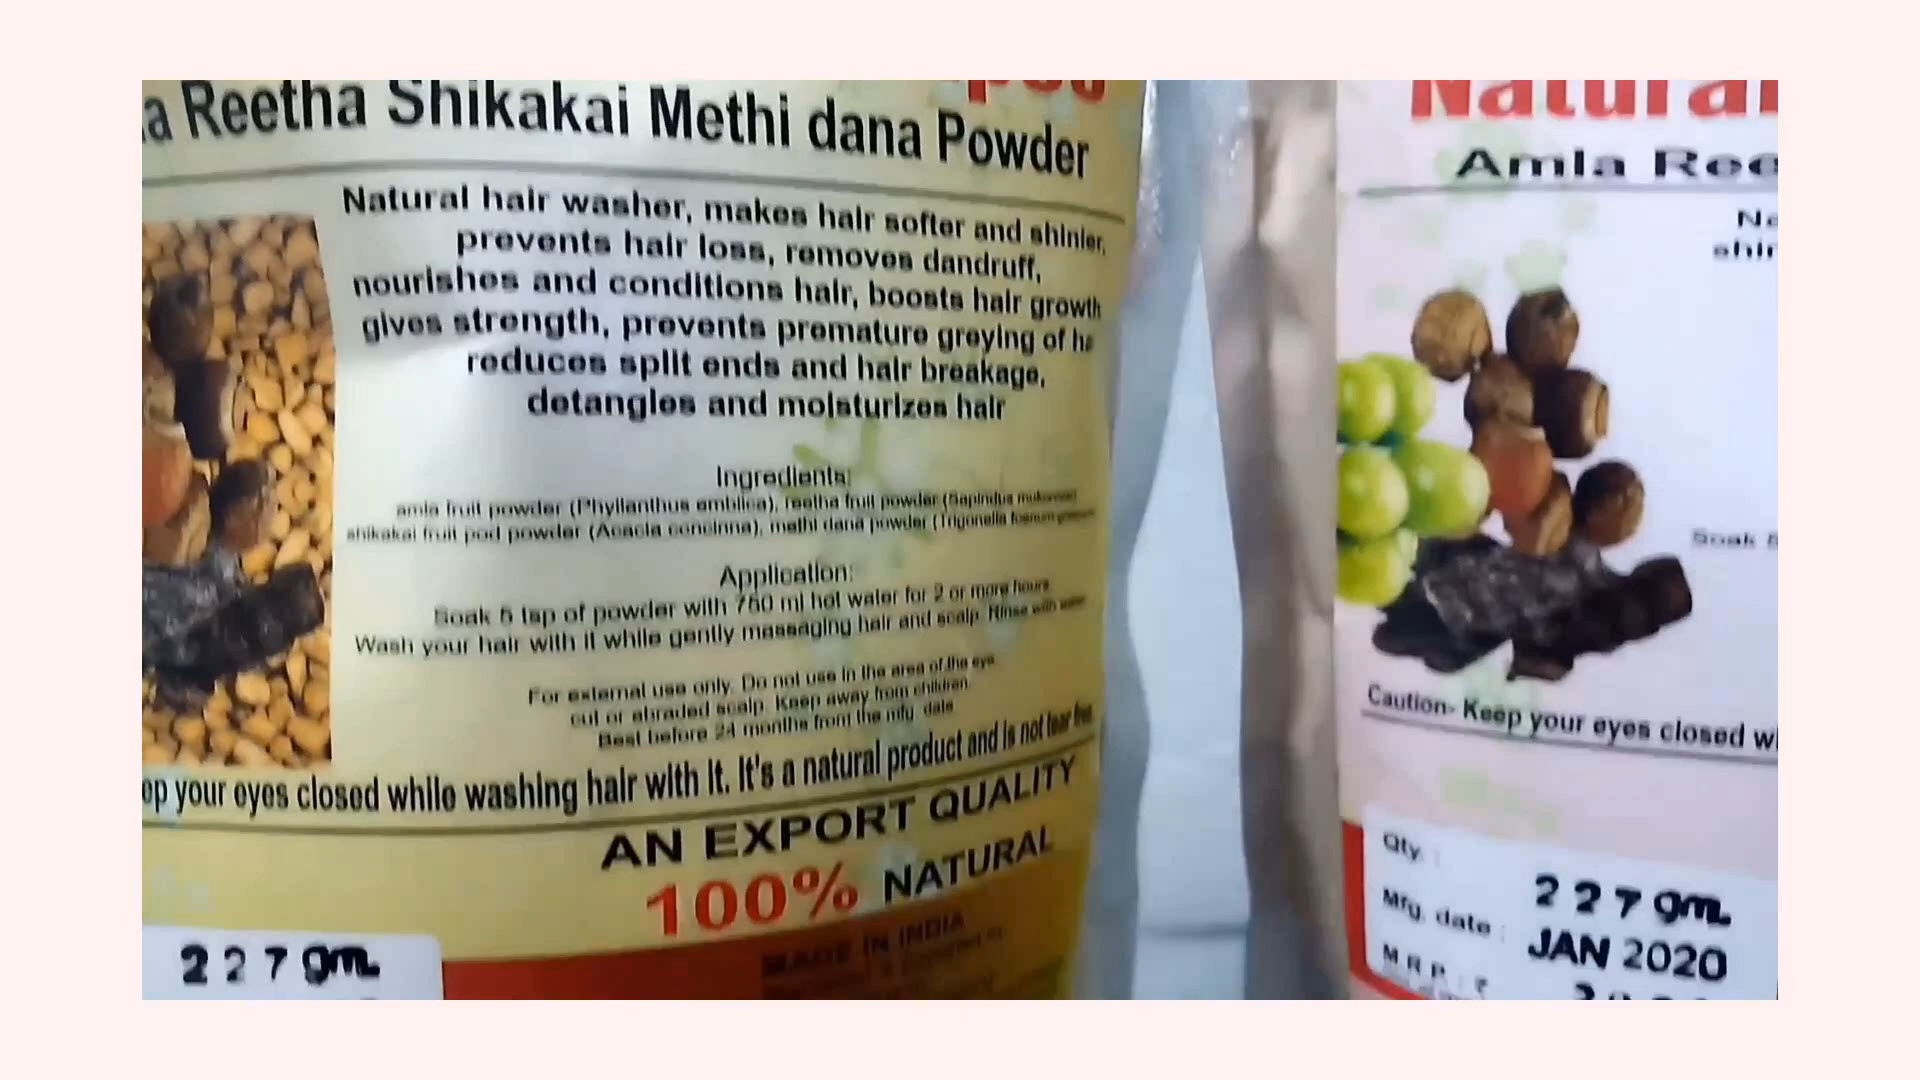 a Reetha Shikakai Methi dana Powder
Natural hair washer, makes hair softer and shinier,
prevents hair loss, removes dandruff,
nourishes and conditions hair, boosts hair growth
gives strength, prevents premature greying of ha
reduces split ends and hair breakage,
detangles and moisturizes hair
Ingredients:
amla fruit powder (Phyllanthus emblica), reetha fruit powder (Sapindus
shikakai fruit pod powder (Acacia concinna), methi dana powder (Trigonella
Application:
Soak 5 tsp of powder with 750 ml hot water for 2 or more hours
Wash your hair with it while gently massaging hair and scalp. Rinse with water
For external use only. Do not use in the area of the eye
cut or abraded scalp. Keep away from children.
Best before 24 months from the mfg. date
ep your eyes closed while washing hair with it. It's a natural product and is not tear free
AN EXPORT QUALITY
100% NATURAL
MADE IN INDIA
227gm.
Natural
Amla Ree
Na
shin
Soak 5
Caution- Keep your eyes closed wi
Qty. : 227gm.
Mfg. date : JAN 2020
M R P : ₹